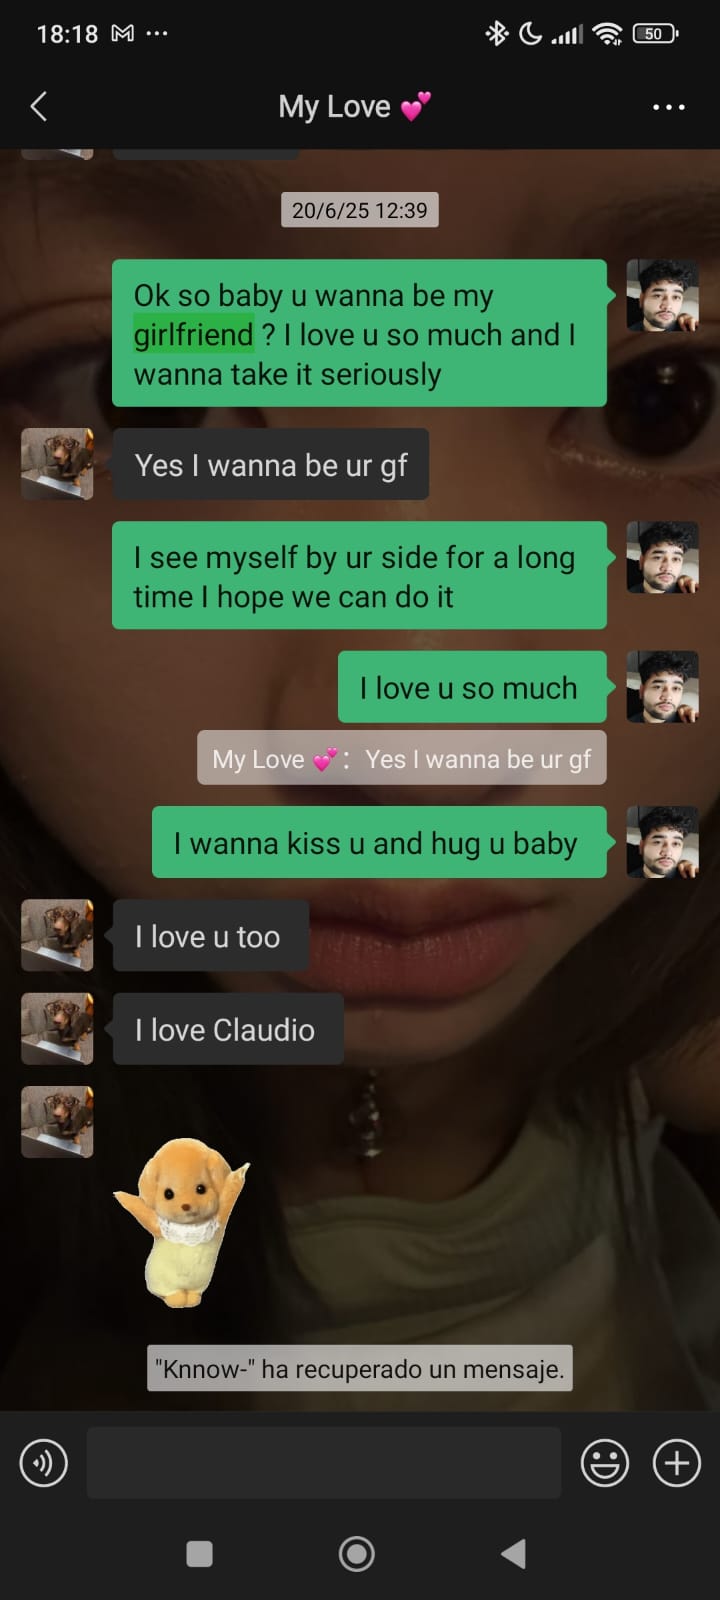 18:18
50
My Love 💕
20/6/25 12:39
Ok so baby u wanna be my
girlfriend ? I love u so much and I
wanna take it seriously
Yes I wanna be ur gf
I see myself by ur side for a long
time I hope we can do it
I love u so much
My Love 💕： Yes I wanna be ur gf
I wanna kiss u and hug u baby
I love u too
I love Claudio
"Knnow-" ha recuperado un mensaje.